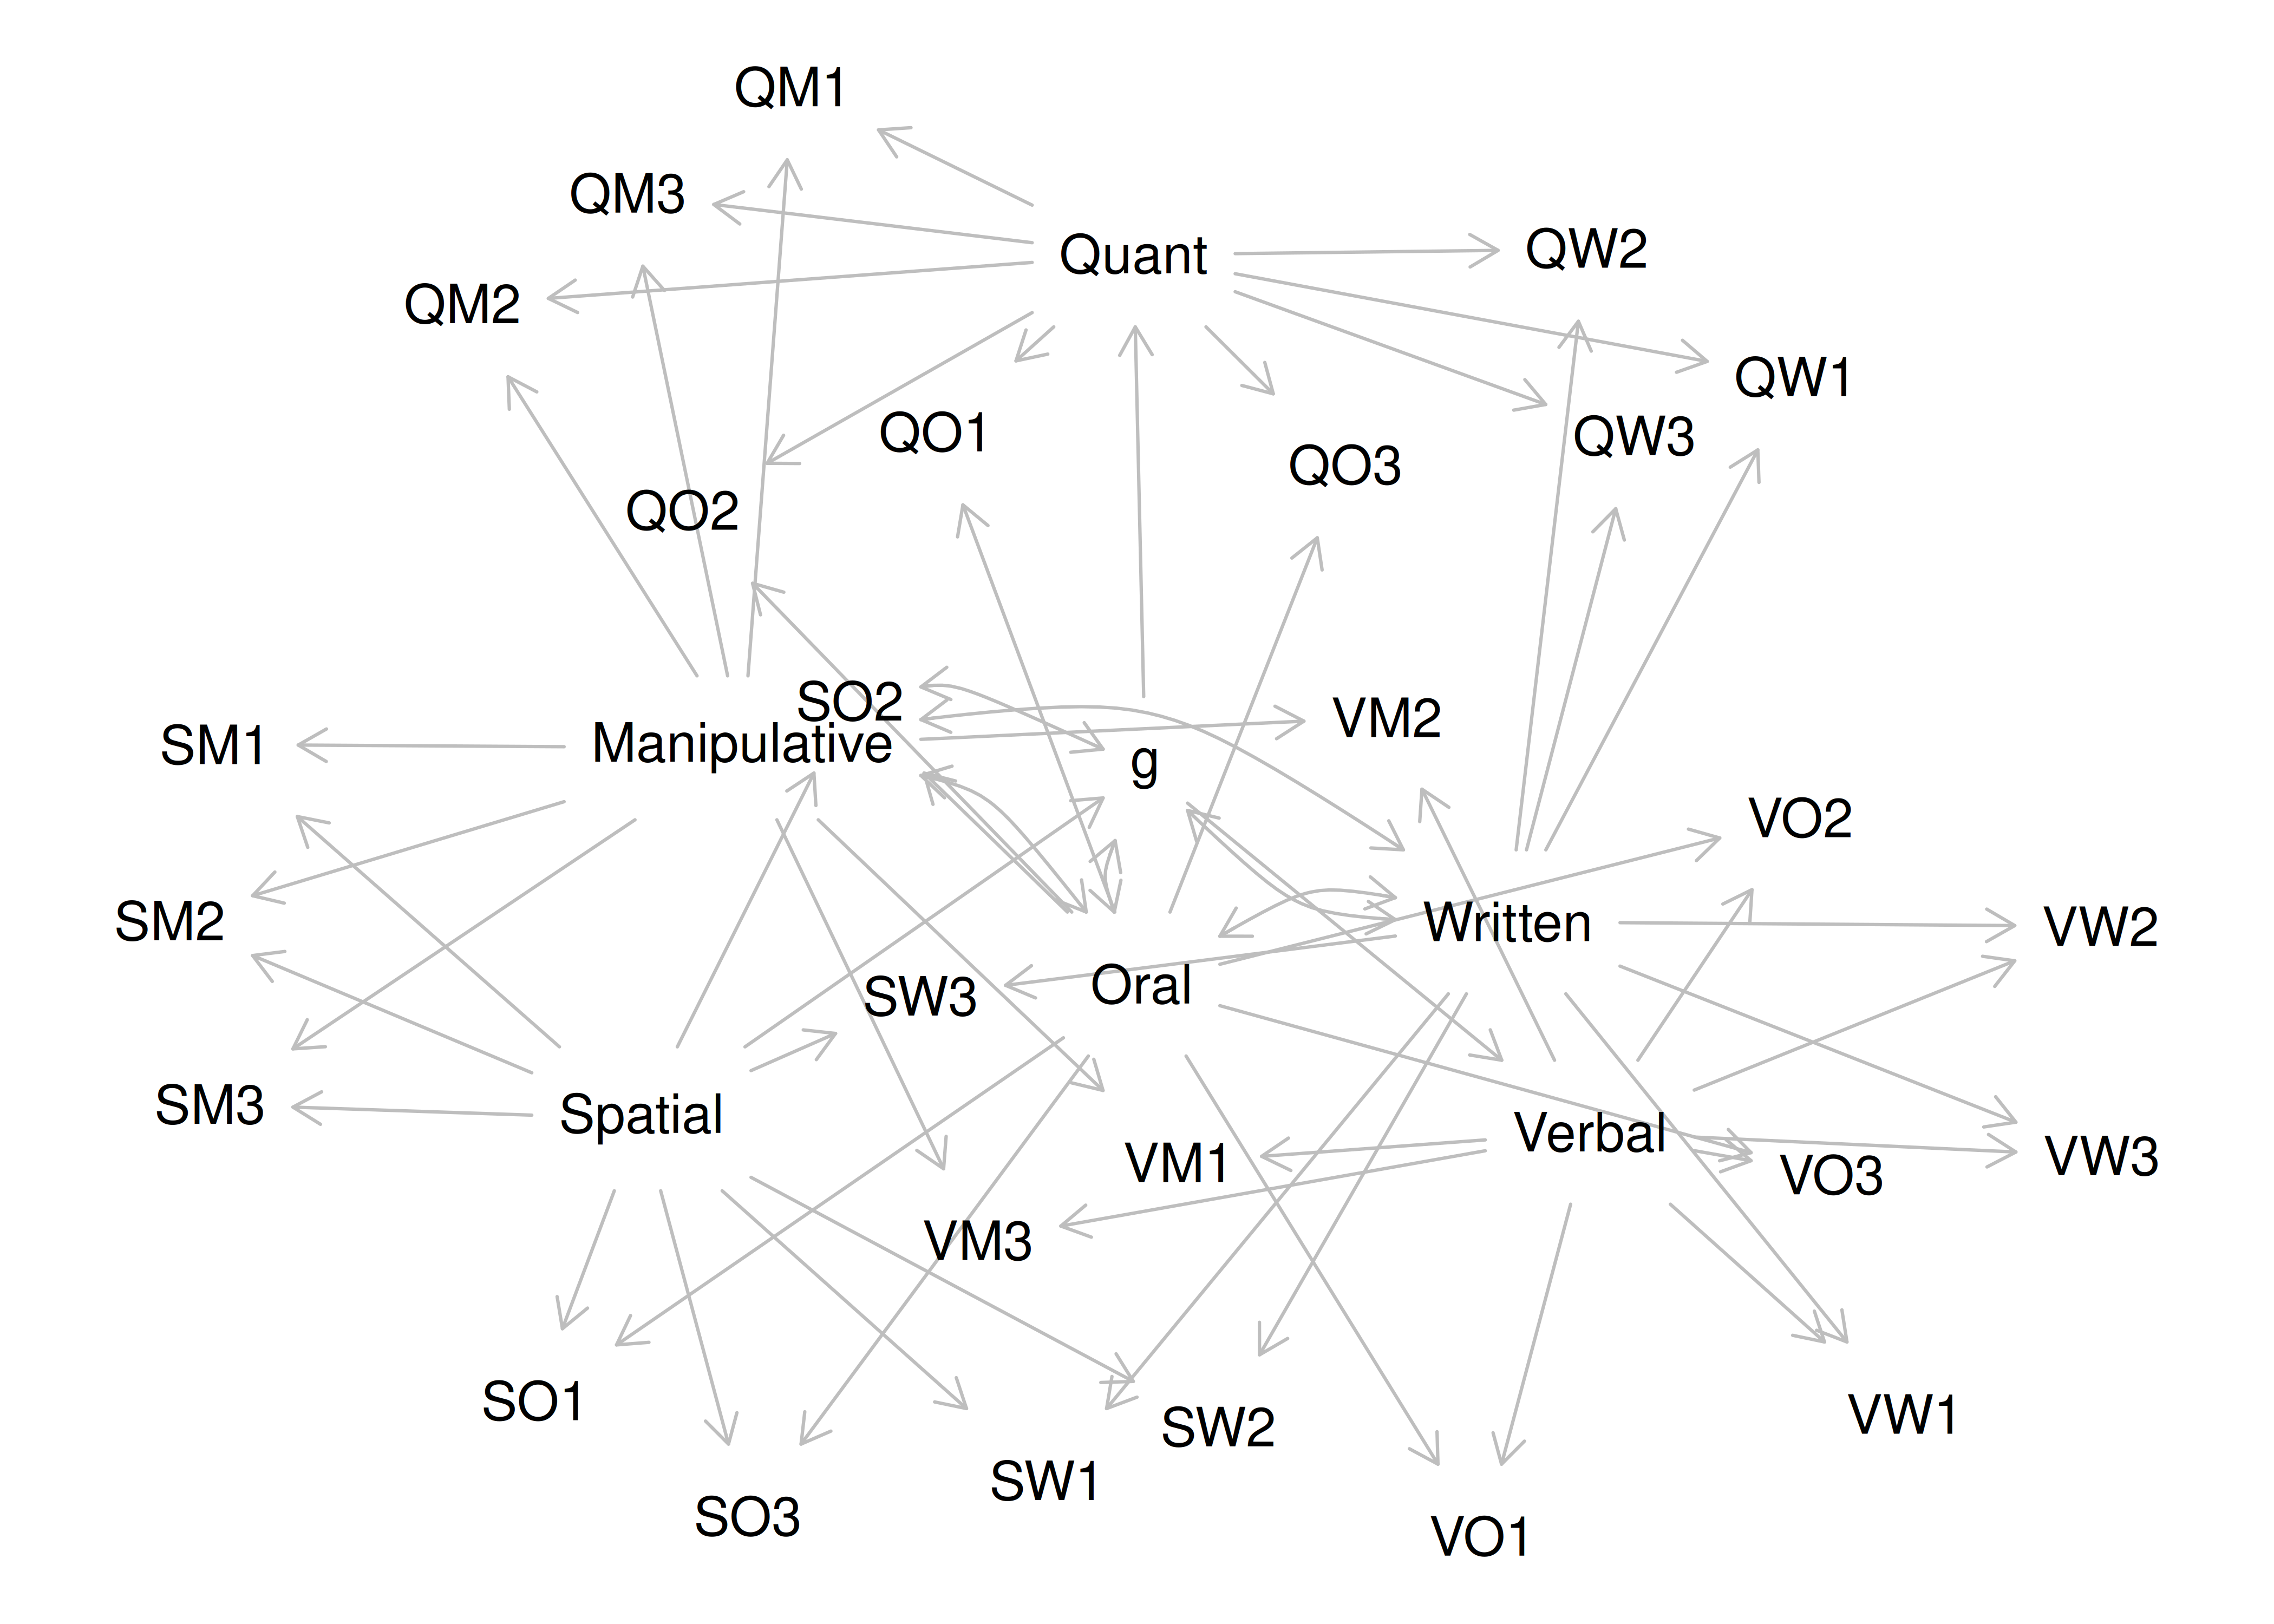 QM1
QM3
Quant
QW2
QM2
QW1
QO1
QW3
QO3
QO2
SO2
VM2
SM1
Manipulative
g
VO2
SM2
Written
VW2
SW3
Oral
SM3
Spatial
Verbal
VM1
VW3
VO3
VM3
SO1
VW1
SW2
SW1
SO3
VO1